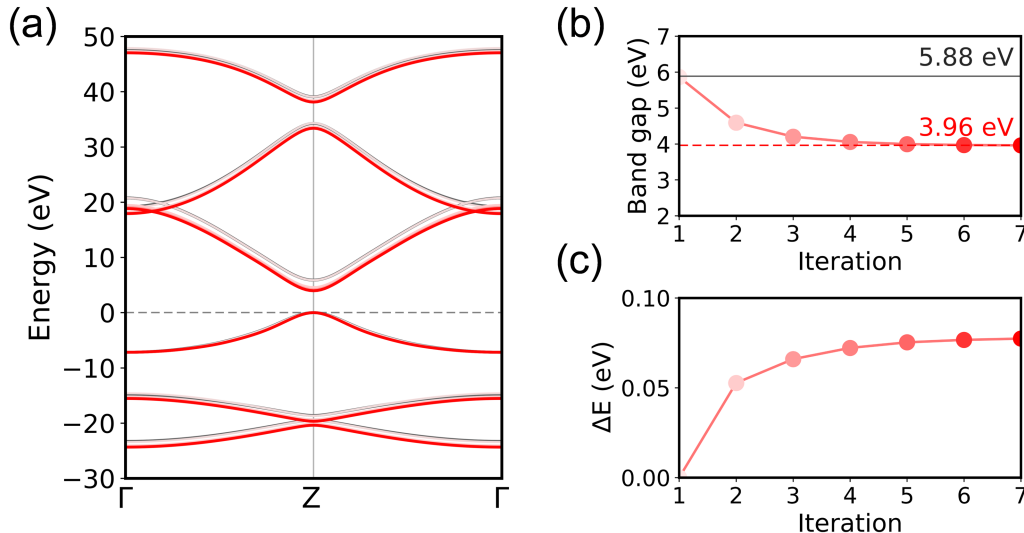 (a)
50
40
30
20
10
0
−10
−20
−30
Energy (eV)
Γ Z Γ
(b)
7
6
5
4
3
2
Band gap (eV)
5.88 eV
3.96 eV
1 2 3 4 5 6 7
Iteration
(c)
0.10
0.05
0.00
ΔE (eV)
1 2 3 4 5 6 7
Iteration